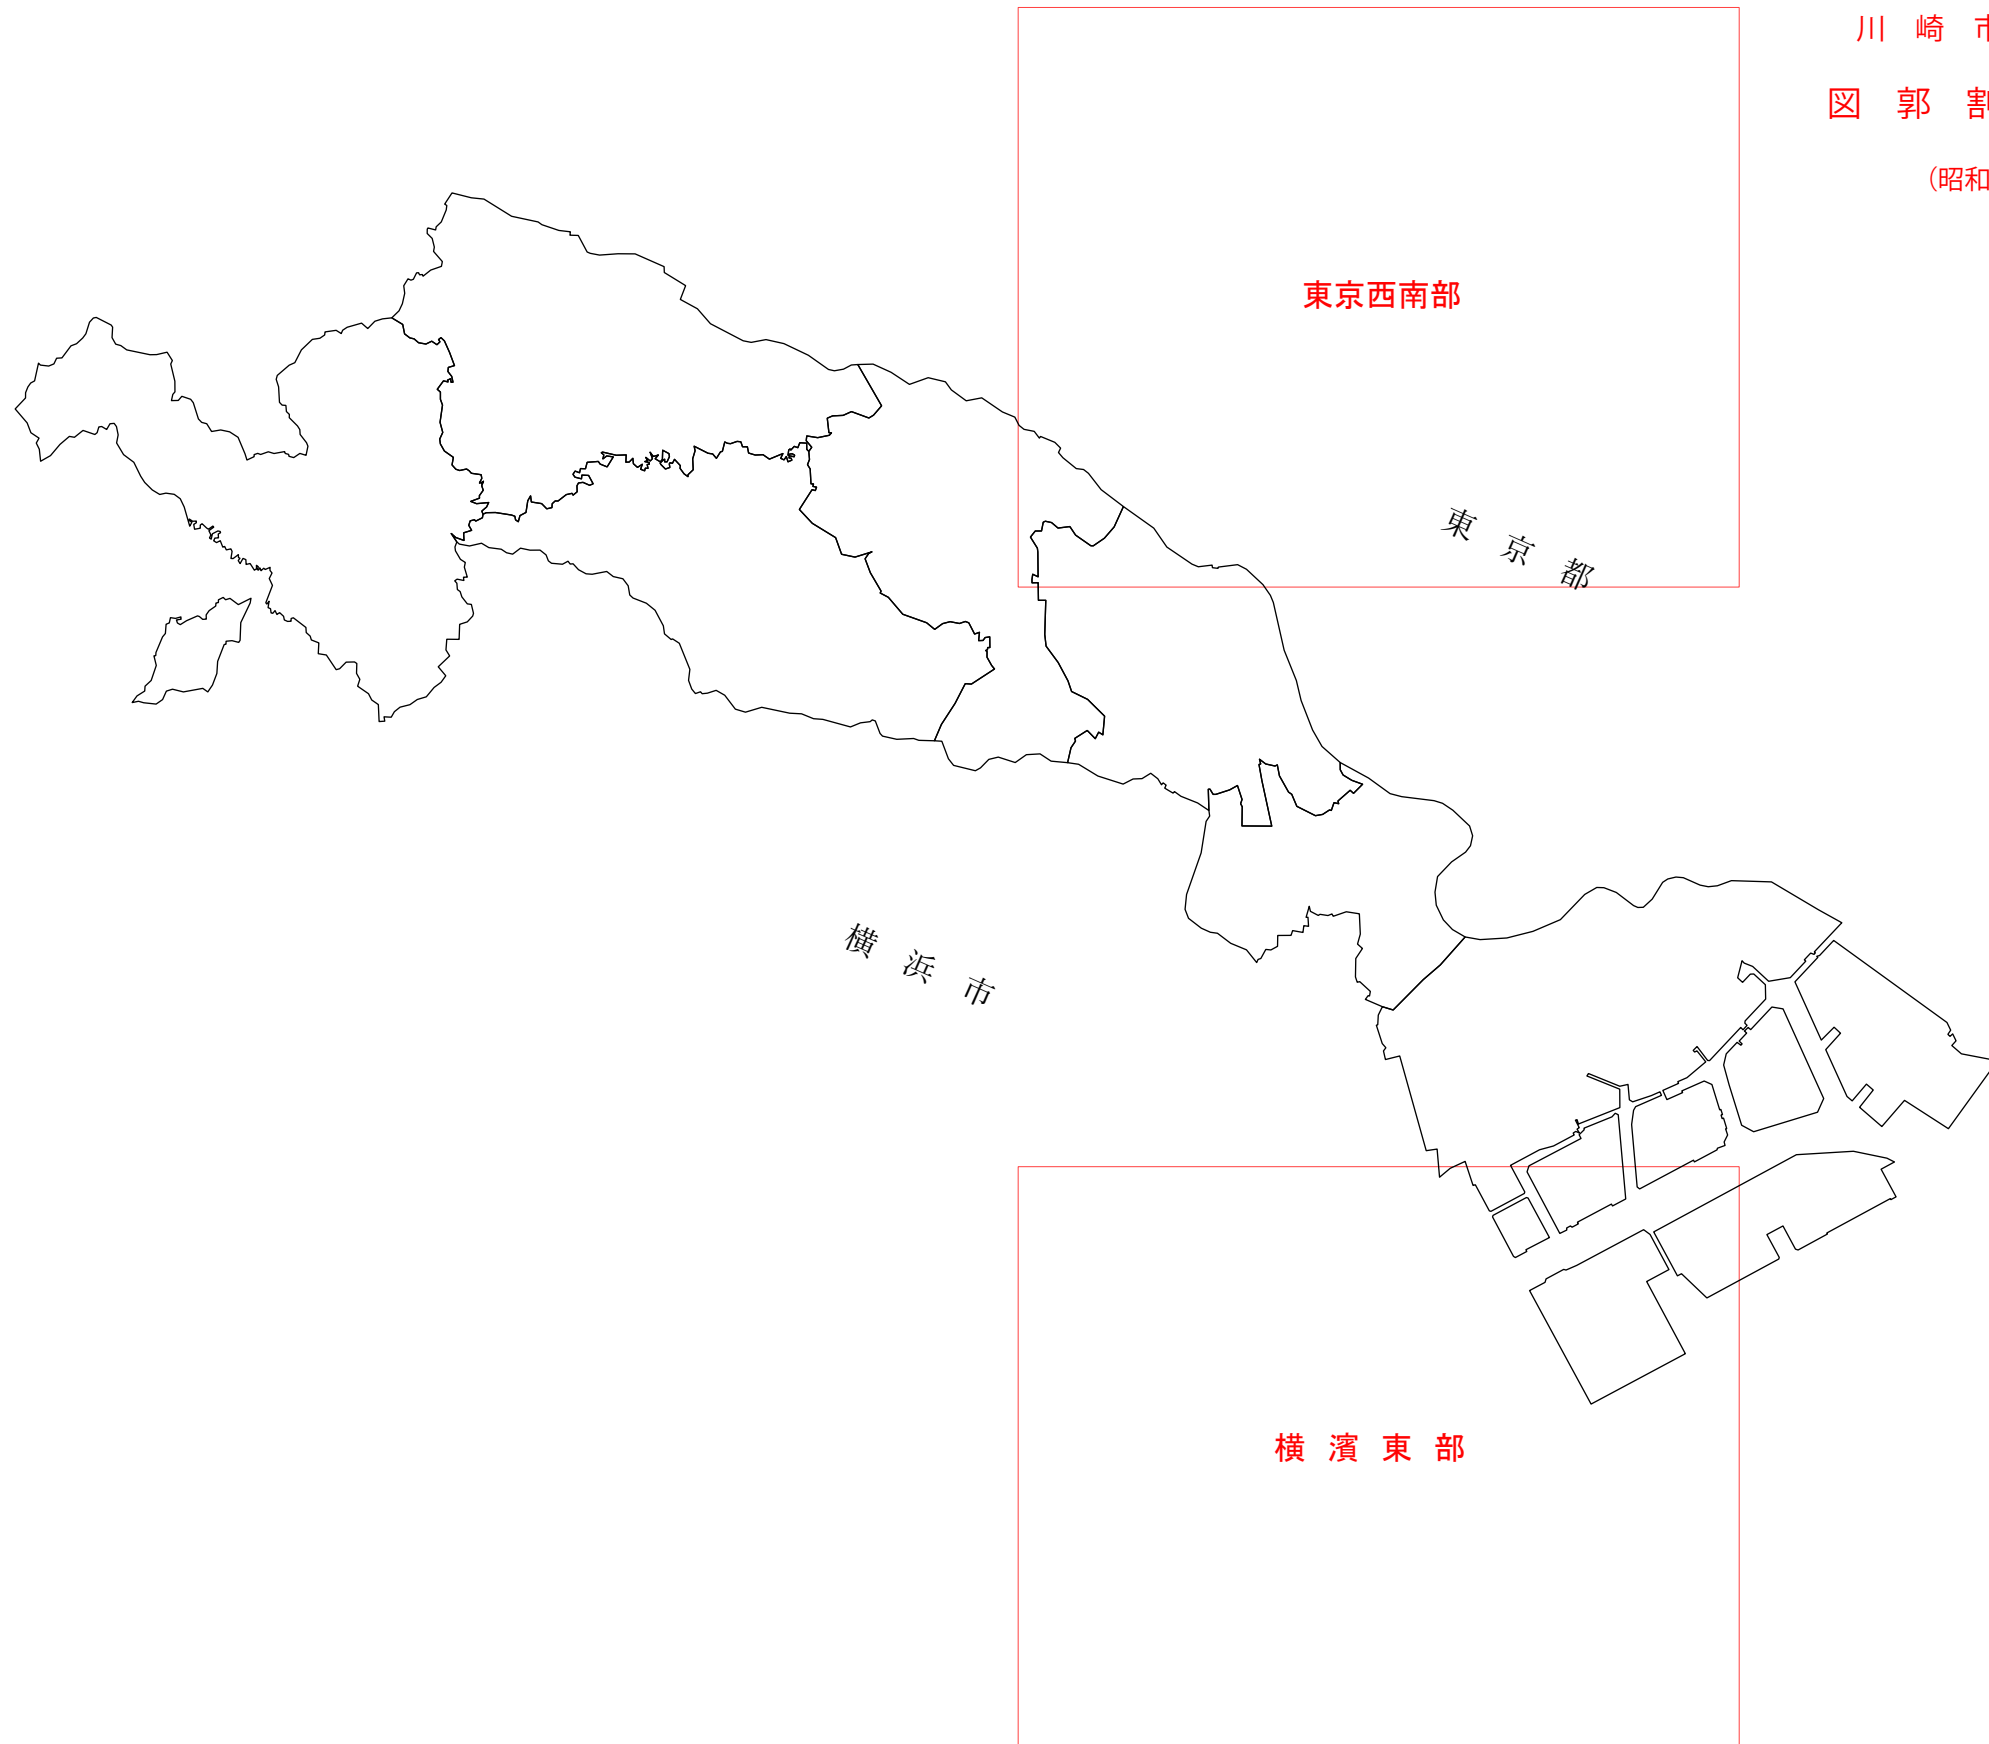 川崎
図郭
（昭和
東京西南部
東京都
横浜市
横濱東部